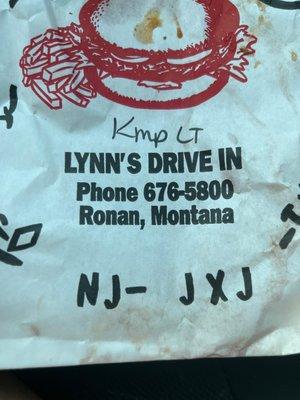 Kmp LT
LYNN'S DRIVE IN
Phone 676-5800
Ronan, Montana
NJ- JXJ